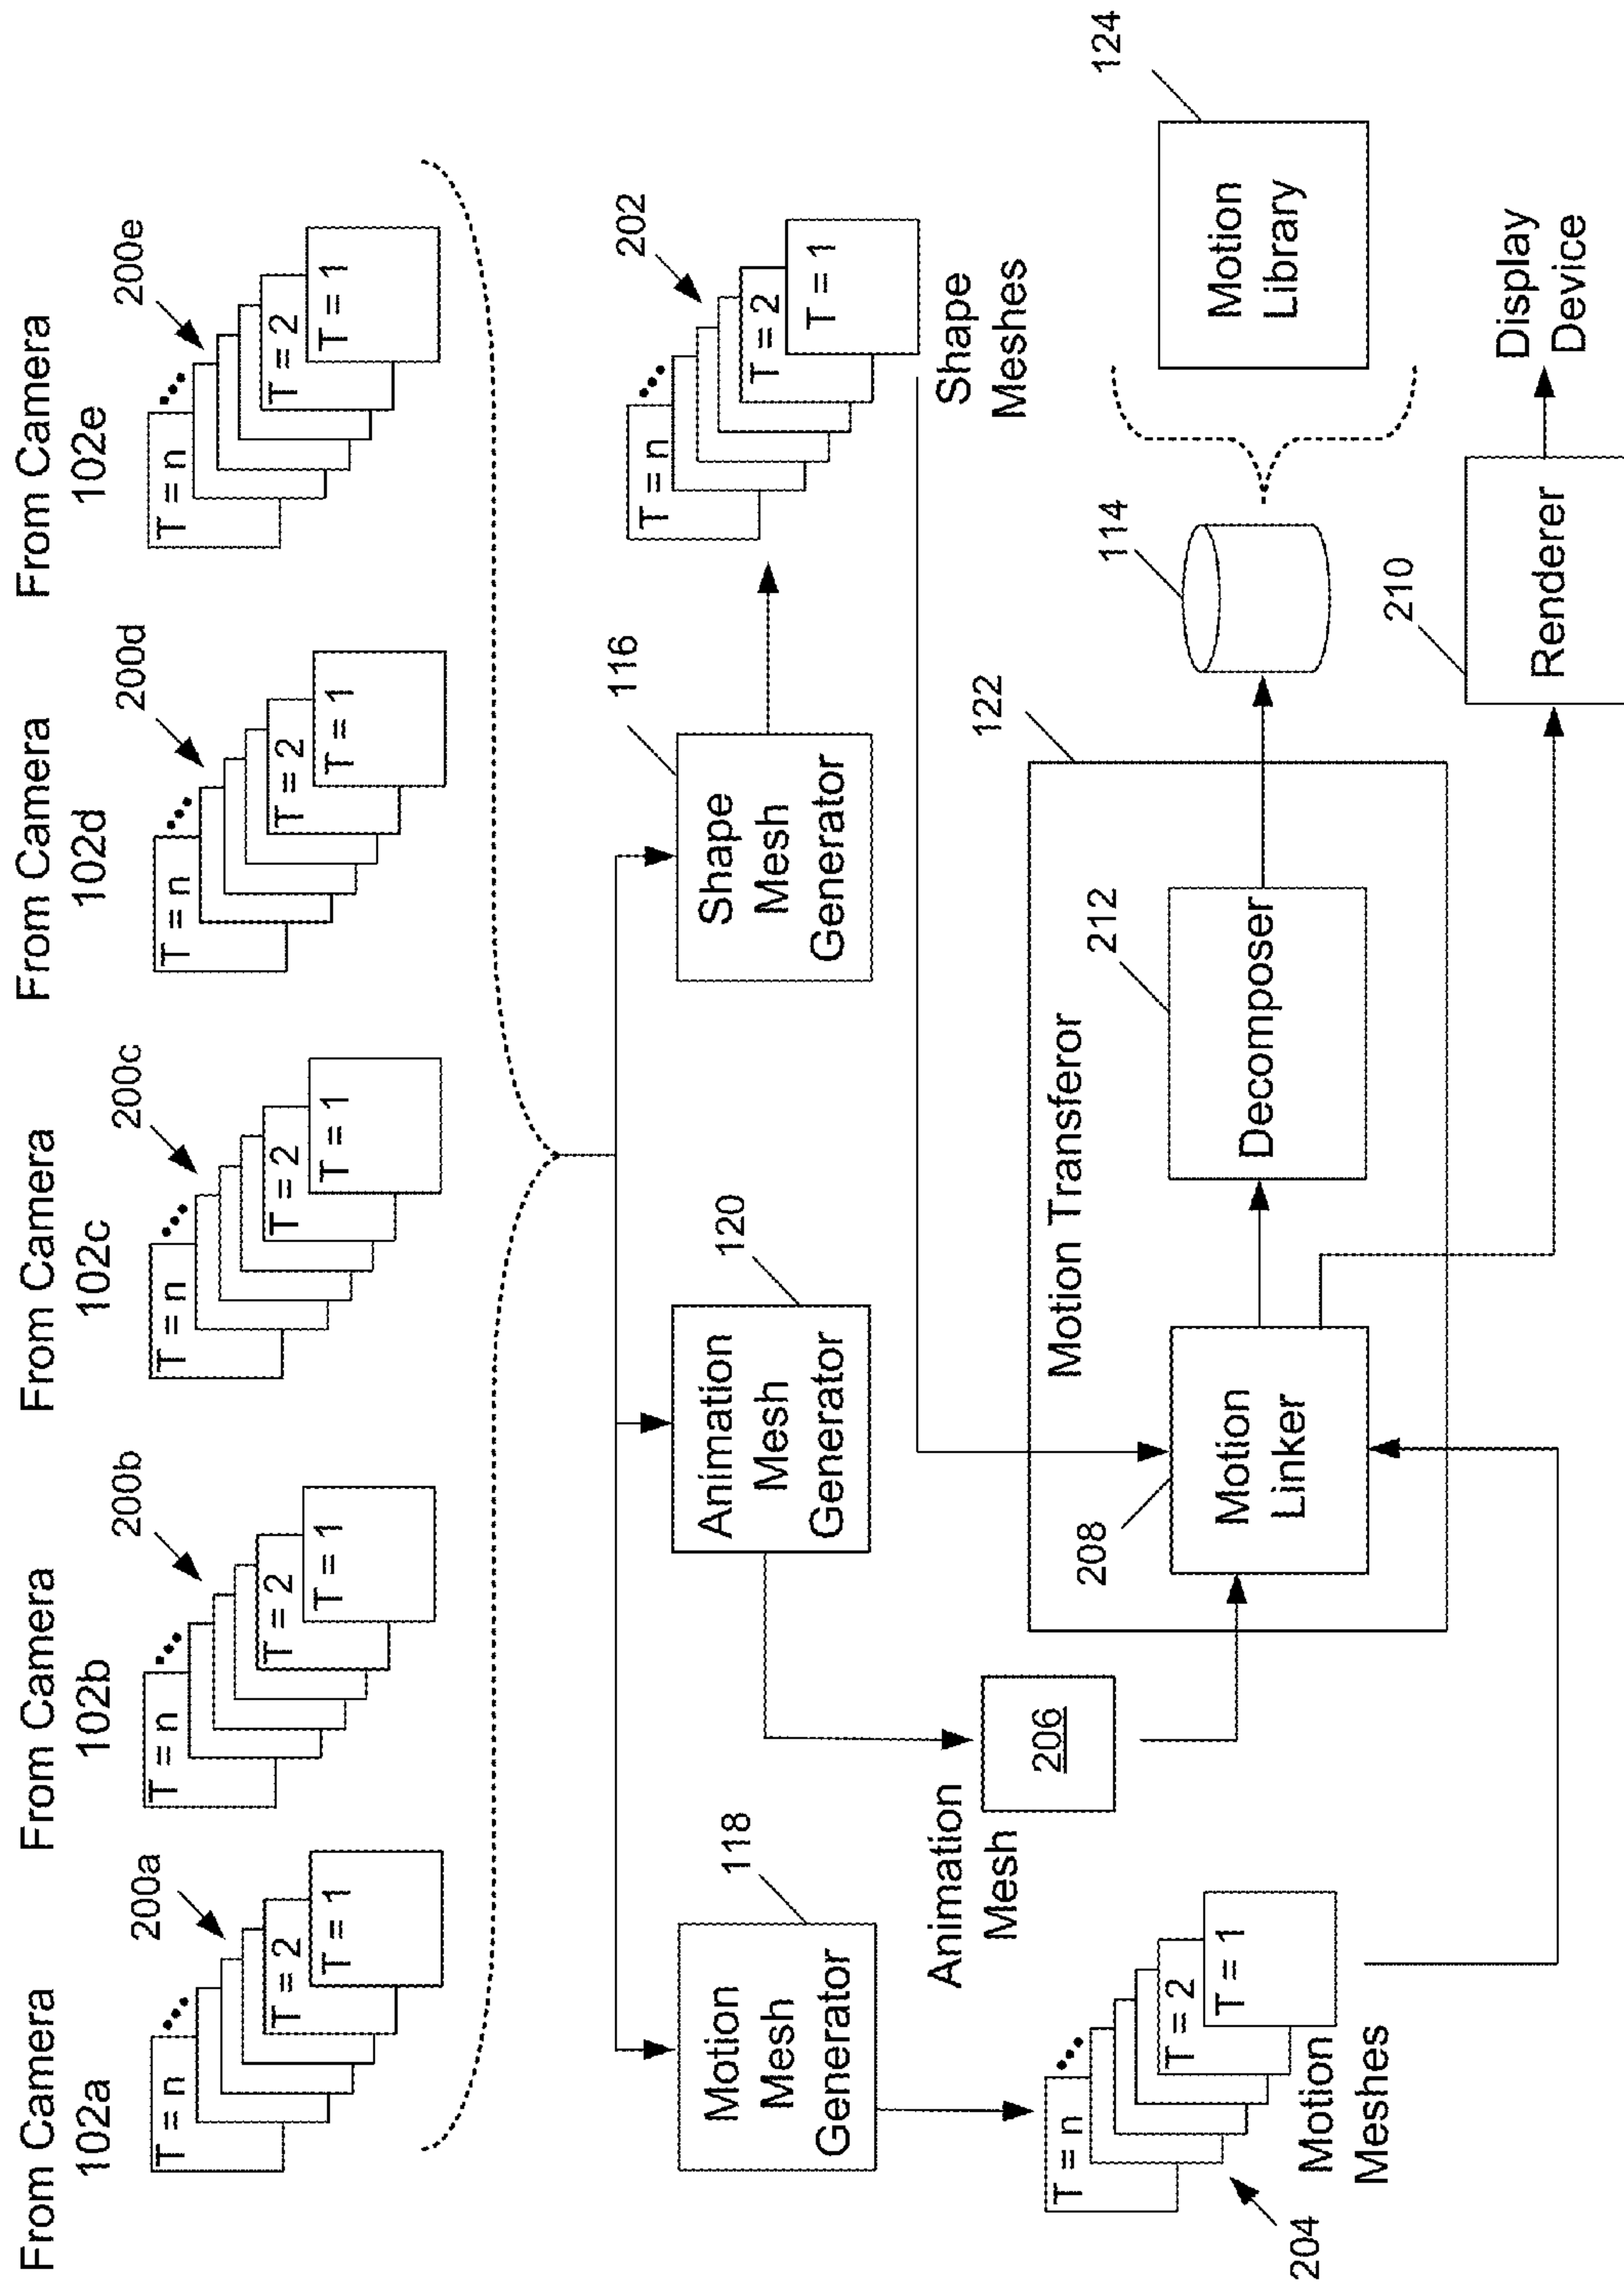 From Camera
102a
From Camera
102b
From Camera
102c
From Camera
102d
From Camera
102e
200a
T = n
T = 2
T = 1
200b
T = n
T = 2
T = 1
200c
T = n
T = 2
T = 1
200d
T = n
T = 2
T = 1
200e
T = n
T = 2
T = 1
118
Motion
Mesh
Generator
120
Animation
Mesh
Generator
116
Shape
Mesh
Generator
202
T = n
T = 2
T = 1
Shape
Meshes
Animation
Mesh
206
204
T = n
T = 2
T = 1
Motion
Meshes
122
Motion Transferor
208
Motion
Linker
212
Decomposer
114
124
Motion
Library
210
Renderer
Display
Device